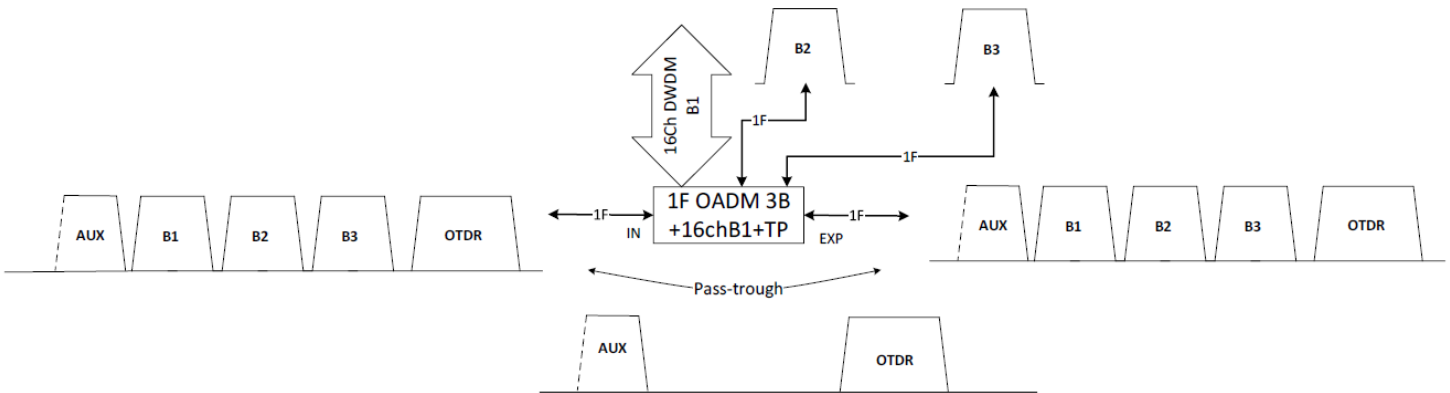 B2
B3
16Ch DWDM
B1
1F
1F
1F OADM 3B
+16chB1+TP
1F
IN
1F
EXP
AUX
B1
B2
B3
OTDR
AUX
B1
B2
B3
OTDR
Pass-trough
AUX
OTDR